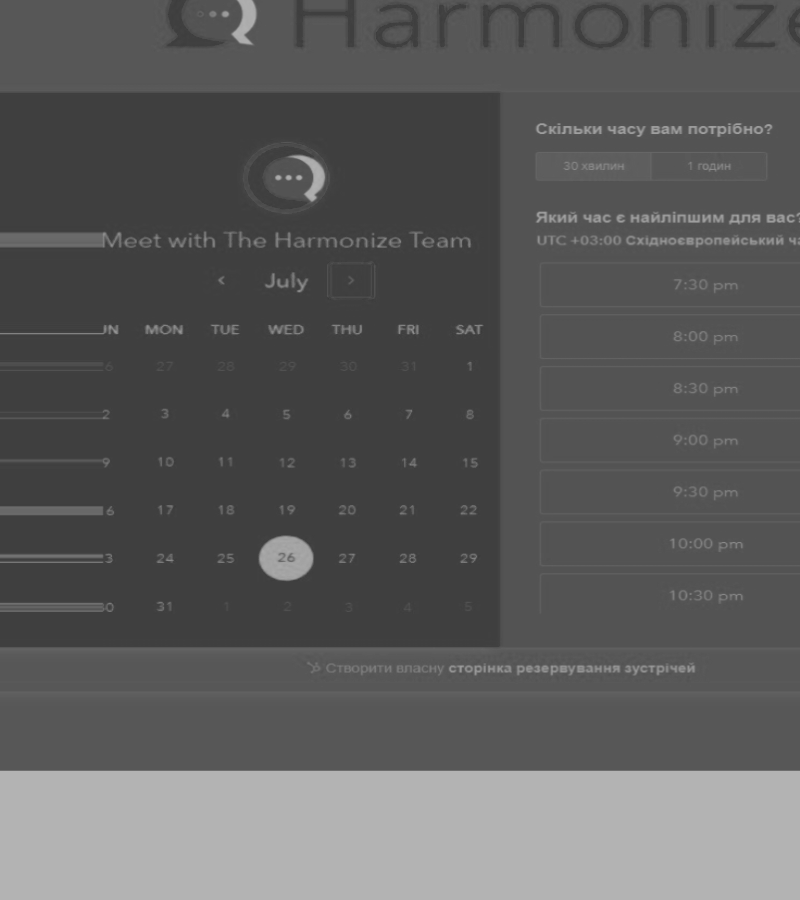 Harmonize
Скільки часу вам потрібно?
30 хвилин 1 годин
Meet with The Harmonize Team
Який час є найліпшим для вас?
UTC +03:00 Східноєвропейський ча
‹ July ›
7:30 pm
8:00 pm
8:30 pm
9:00 pm
9:30 pm
10:00 pm
10:30 pm
UN MON TUE WED THU FRI SAT
6 27 28 29 30 31 1
2 3 4 5 6 7 8
9 10 11 12 13 14 15
6 17 18 19 20 21 22
3 24 25 26 27 28 29
0 31 1 2 3 4 5
Створити власну сторінка резервування зустрічей